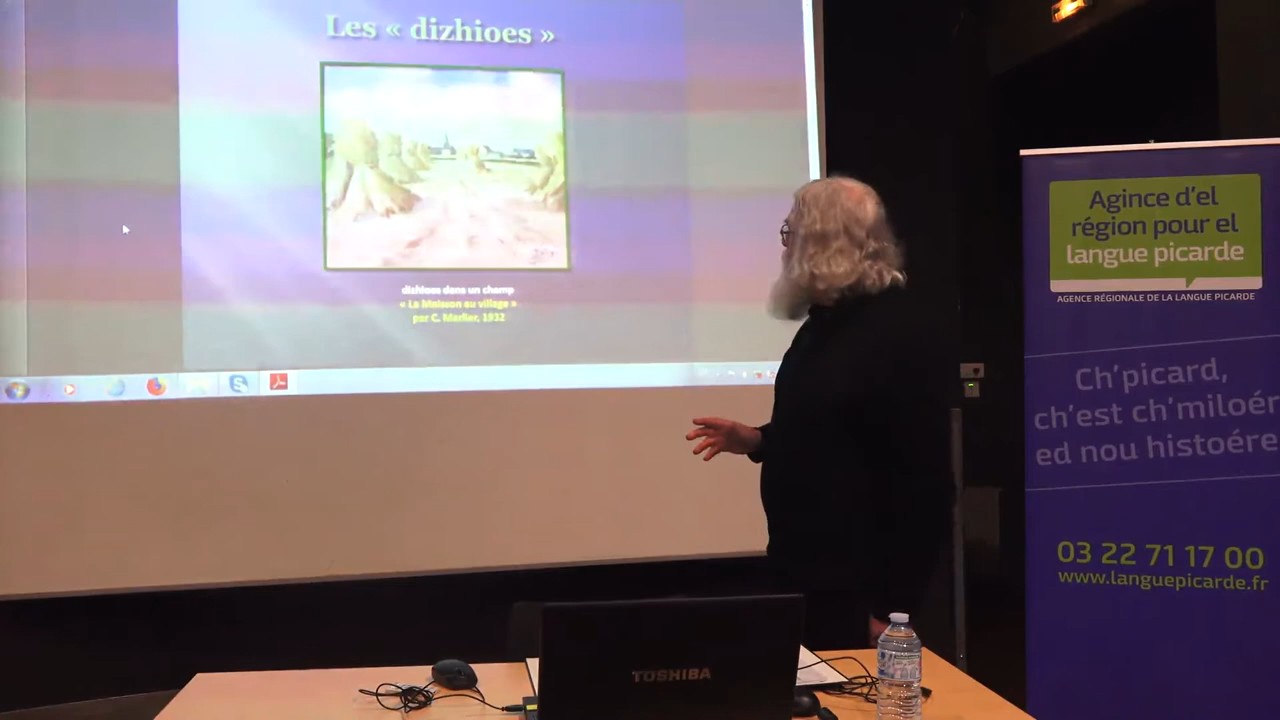 Les « dizhioes »
dizhioes dans un champ
« La Maison au village »
par C. Marlier, 1932
Agince d'el
région pour el
langue picarde
AGENCE RÉGIONALE DE LA LANGUE PICARDE
Ch'picard,
ch'est ch'miloér
ed nou histoére
03 22 71 17 00
www.languepicarde.fr
TOSHIBA